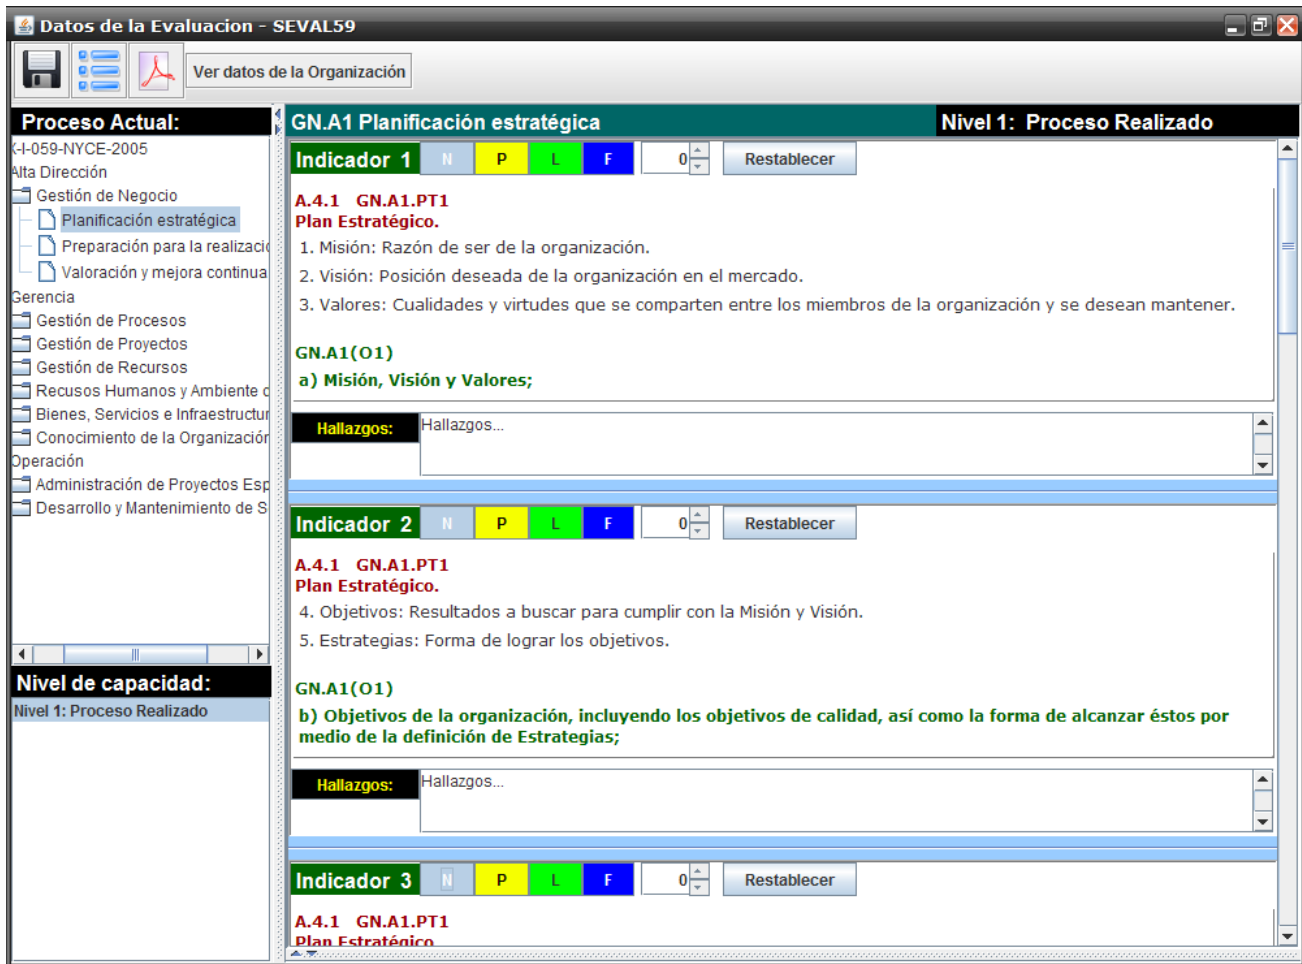 Datos de la Evaluacion - SEVAL59
Ver datos de la Organización
Proceso Actual:
-I-059-NYCE-2005
Alta Dirección
Gestión de Negocio
Planificación estratégica
Preparación para la realizació
Valoración y mejora continua
Gerencia
Gestión de Procesos
Gestión de Proyectos
Gestión de Recursos
Recusos Humanos y Ambiente d
Bienes, Servicios e Infraestructur
Conocimiento de la Organización
Operación
Administración de Proyectos Esp
Desarrollo y Mantenimiento de S
Nivel de capacidad:
Nivel 1: Proceso Realizado
GN.A1 Planificación estratégica Nivel 1: Proceso Realizado
Indicador 1 N P L F 0 Restablecer
A.4.1 GN.A1.PT1
Plan Estratégico.
1. Misión: Razón de ser de la organización.
2. Visión: Posición deseada de la organización en el mercado.
3. Valores: Cualidades y virtudes que se comparten entre los miembros de la organización y se desean mantener.
GN.A1(O1)
a) Misión, Visión y Valores;
Hallazgos: Hallazgos...
Indicador 2 N P L F 0 Restablecer
A.4.1 GN.A1.PT1
Plan Estratégico.
4. Objetivos: Resultados a buscar para cumplir con la Misión y Visión.
5. Estrategias: Forma de lograr los objetivos.
GN.A1(O1)
b) Objetivos de la organización, incluyendo los objetivos de calidad, así como la forma de alcanzar éstos por
medio de la definición de Estrategias;
Hallazgos: Hallazgos...
Indicador 3 N P L F 0 Restablecer
A.4.1 GN.A1.PT1
Plan Estratégico